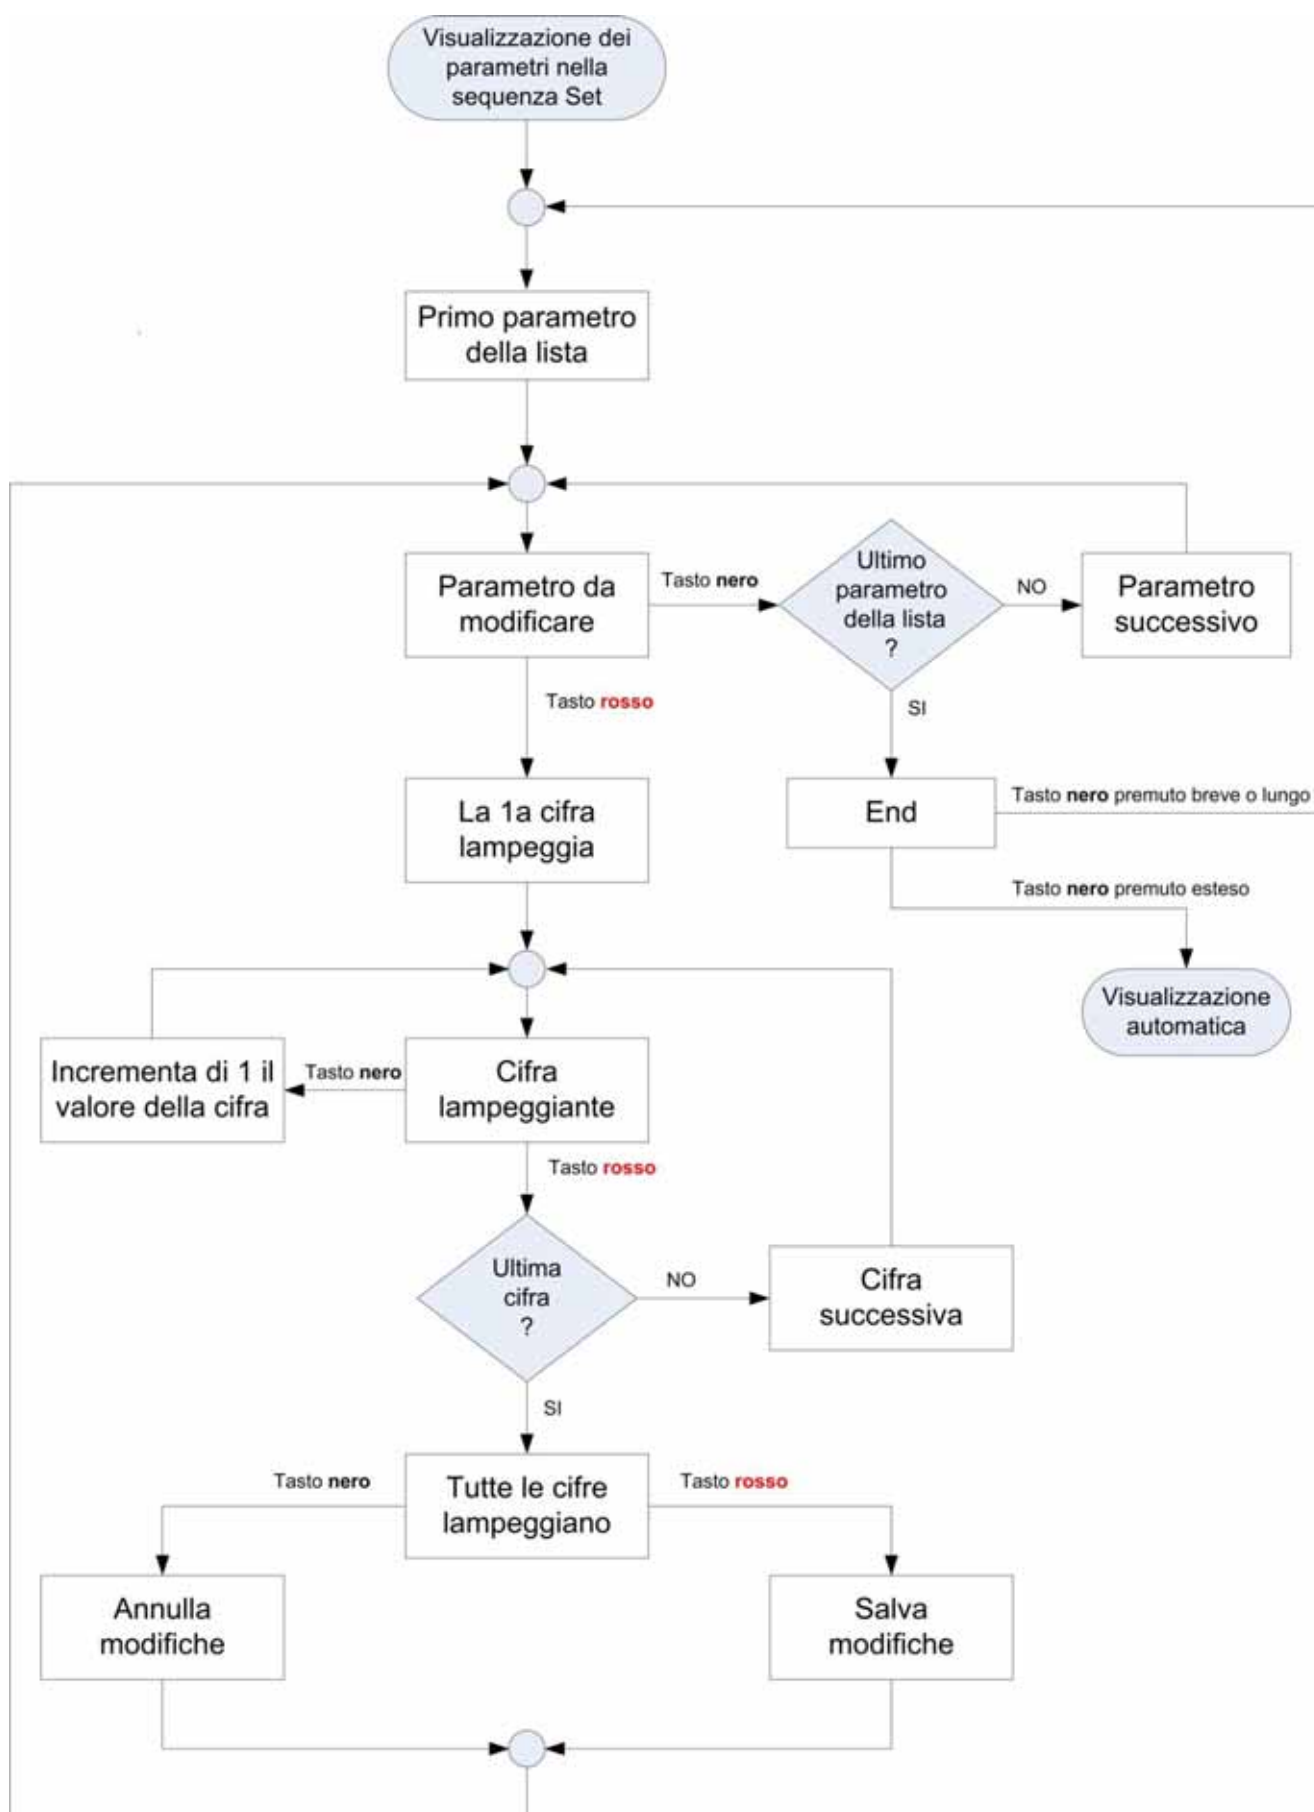 Visualizzazione dei
parametri nella
sequenza Set
Primo parametro
della lista
Parametro da
modificare
Tasto nero
Ultimo
parametro
della lista
?
NO
Parametro
successivo
Tasto rosso
SI
La 1a cifra
lampeggia
End
Tasto nero premuto breve o lungo
Tasto nero premuto esteso
Visualizzazione
automatica
Incrementa di 1 il
valore della cifra
Tasto nero
Cifra
lampeggiante
Tasto rosso
Ultima
cifra
?
NO
Cifra
successiva
SI
Tasto nero
Tutte le cifre
lampeggiano
Tasto rosso
Annulla
modifiche
Salva
modifiche